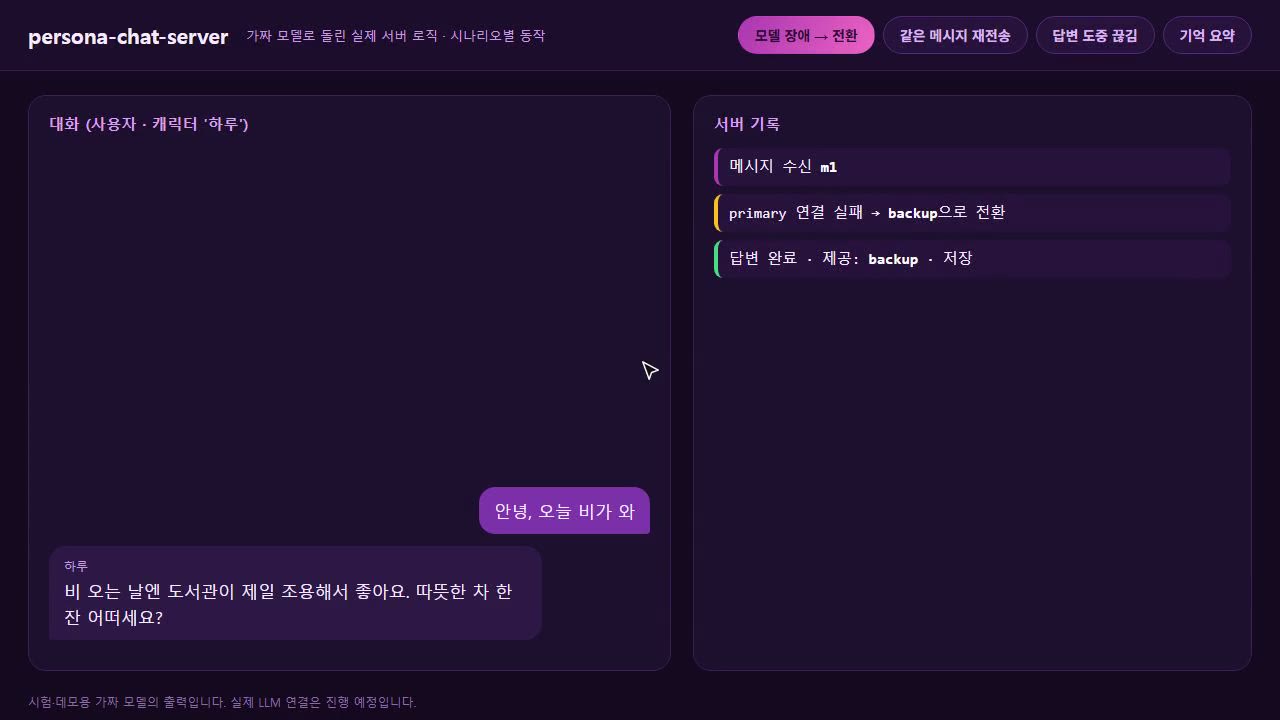 persona-chat-server
가짜 모델로 돌린 실제 서버 로직 · 시나리오별 동작
모델 장애 → 전환
같은 메시지 재전송
답변 도중 끊김
기억 요약
대화 (사용자 · 캐릭터 '하루')
안녕, 오늘 비가 와
하루
비 오는 날엔 도서관이 제일 조용해서 좋아요. 따뜻한 차 한
잔 어떠세요?
서버 기록
메시지 수신 m1
primary 연결 실패 → backup으로 전환
답변 완료 · 제공: backup · 저장
시험·데모용 가짜 모델의 출력입니다. 실제 LLM 연결은 진행 예정입니다.